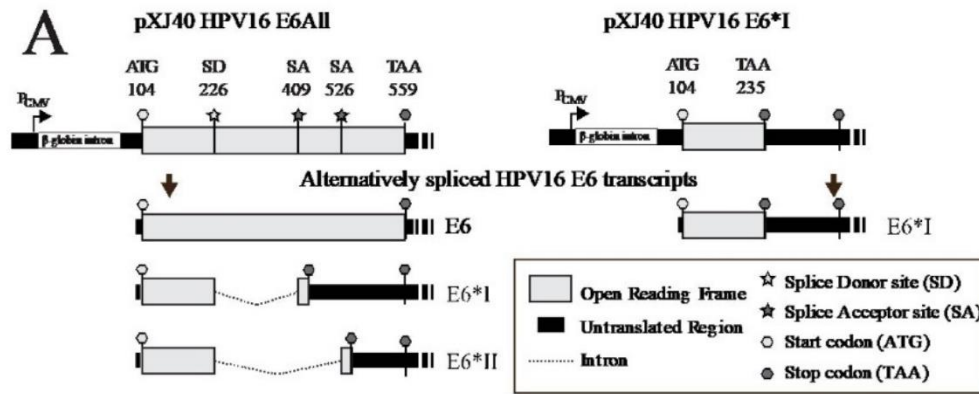 A
pXJ40 HPV16 E6All
pXJ40 HPV16 E6*I
ATG SD SA SA TAA
104 226 409 526 559
ATG TAA
104 235
PCMV
β-globin intron
PCMV
β-globin intron
Alternatively spliced HPV16 E6 transcripts
E6
E6*I
E6*I
E6*II
Open Reading Frame
Untranslated Region
Intron
Splice Donor site (SD)
Splice Acceptor site (SA)
Start codon (ATG)
Stop codon (TAA)